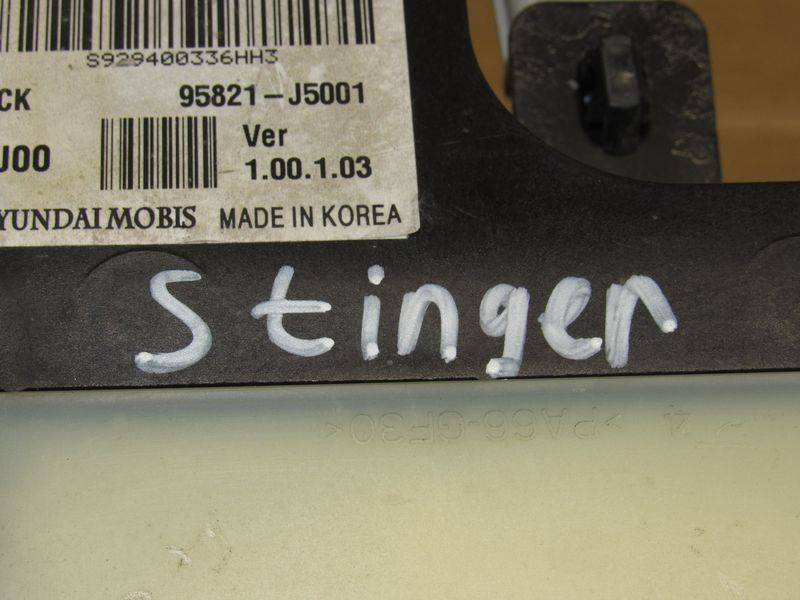 S929400336HH3
CK 95821-J5001
J00 Ver
1.00.1.03
YUNDAI MOBIS MADE IN KOREA
Stinger
>PA66-GF30<